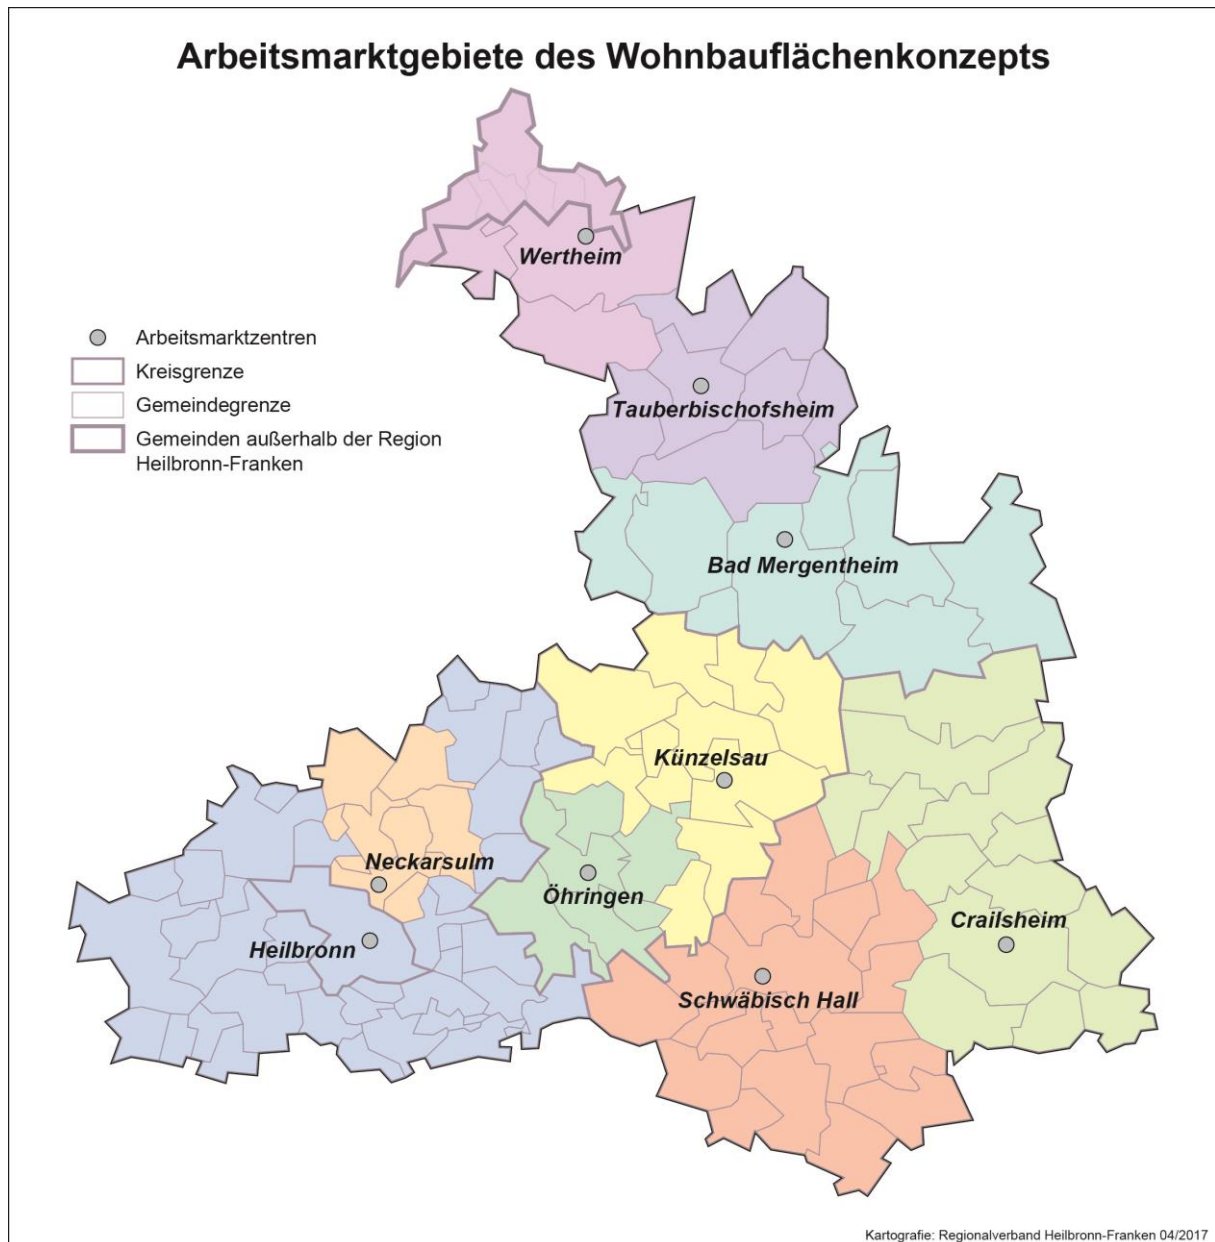 Arbeitsmarktgebiete des Wohnbauflächenkonzepts
Wertheim
Arbeitsmarktzentren
Kreisgrenze
Gemeindegrenze
Gemeinden außerhalb der Region
Heilbronn-Franken
Tauberbischofsheim
Bad Mergentheim
Künzelsau
Neckarsulm
Öhringen
Crailsheim
Heilbronn
Schwäbisch Hall
Kartografie: Regionalverband Heilbronn-Franken 04/2017